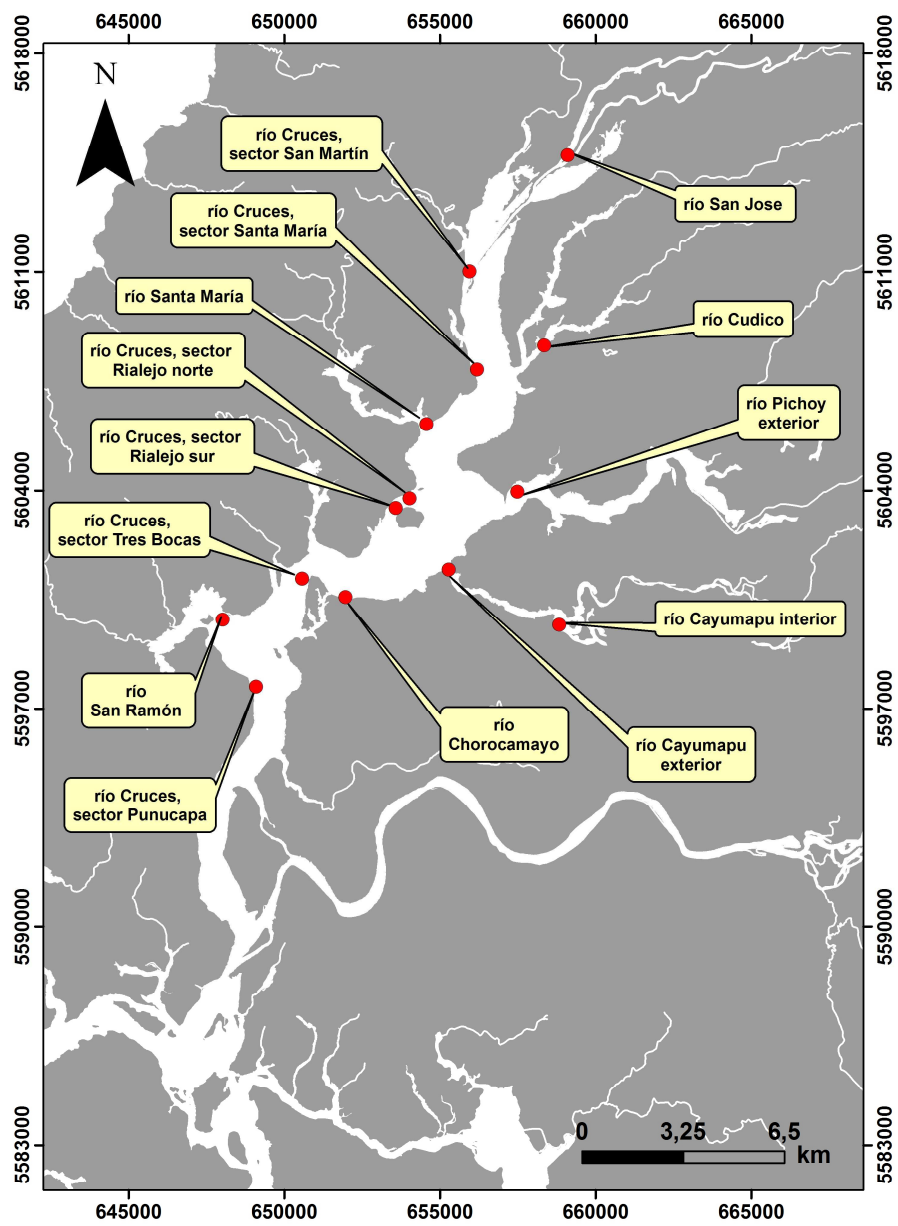 645000 650000 655000 660000 665000
5618000
5618000
N
río Cruces,
sector San Martín
río San Jose
río Cruces,
sector Santa María
5611000
5611000
río Santa María
río Cudico
río Cruces, sector
Rialejo norte
río Pichoy
exterior
río Cruces, sector
Rialejo sur
5604000
5604000
río Cruces,
sector Tres Bocas
río Cayumapu interior
río
San Ramón
5597000
5597000
río
Chorocamayo
río Cayumapu
exterior
río Cruces,
sector Punucapa
5590000
5590000
0 3,25 6,5
km
5583000
5583000
645000 650000 655000 660000 665000